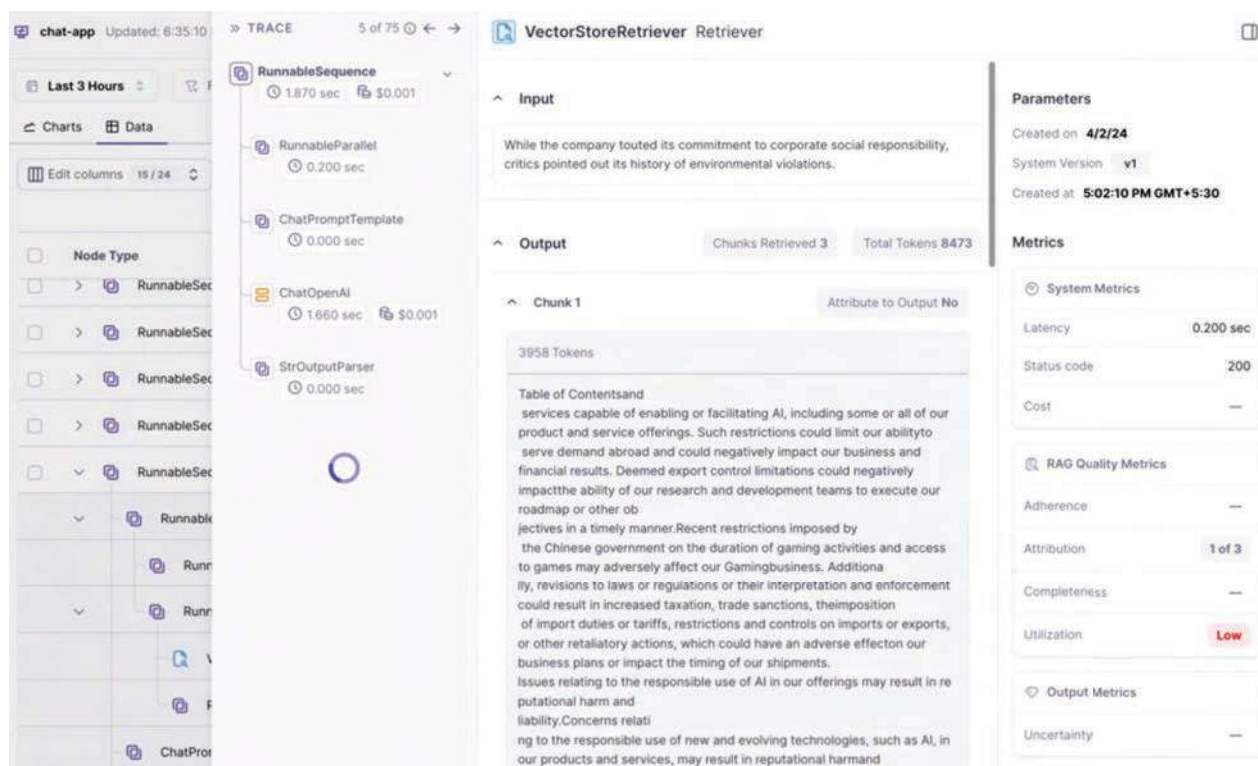 chat-app Updated: 6:35:10
Last 3 Hours
Charts Data
Edit columns 15 / 24
Node Type
RunnableSec
RunnableSec
RunnableSec
RunnableSec
RunnableSec
Runnable
Runr
Runr
ChatPror
TRACE 5 of 75
RunnableSequence
1.870 sec $0.001
RunnableParallel
0.200 sec
ChatPromptTemplate
0.000 sec
ChatOpenAI
1.660 sec $0.001
StrOutputParser
0.000 sec
VectorStoreRetriever Retriever
Input
While the company touted its commitment to corporate social responsibility,
critics pointed out its history of environmental violations.
Output Chunks Retrieved 3 Total Tokens 8473
Chunk 1 Attribute to Output No
3958 Tokens
Table of Contentsand
services capable of enabling or facilitating AI, including some or all of our
product and service offerings. Such restrictions could limit our abilityto
serve demand abroad and could negatively impact our business and
financial results. Deemed export control limitations could negatively
impactthe ability of our research and development teams to execute our
roadmap or other ob
jectives in a timely manner.Recent restrictions imposed by
the Chinese government on the duration of gaming activities and access
to games may adversely affect our Gamingbusiness. Additiona
lly, revisions to laws or regulations or their interpretation and enforcement
could result in increased taxation, trade sanctions, theimposition
of import duties or tariffs, restrictions and controls on imports or exports,
or other retaliatory actions, which could have an adverse effecton our
business plans or impact the timing of our shipments.
Issues relating to the responsible use of AI in our offerings may result in re
putational harm and
liability.Concerns relati
ng to the responsible use of new and evolving technologies, such as AI, in
our products and services, may result in reputational harmand
Parameters
Created on 4/2/24
System Version v1
Created at 5:02:10 PM GMT+5:30
Metrics
System Metrics
Latency 0.200 sec
Status code 200
Cost —
RAG Quality Metrics
Adherence —
Attribution 1 of 3
Completeness —
Utilization Low
Output Metrics
Uncertainty —